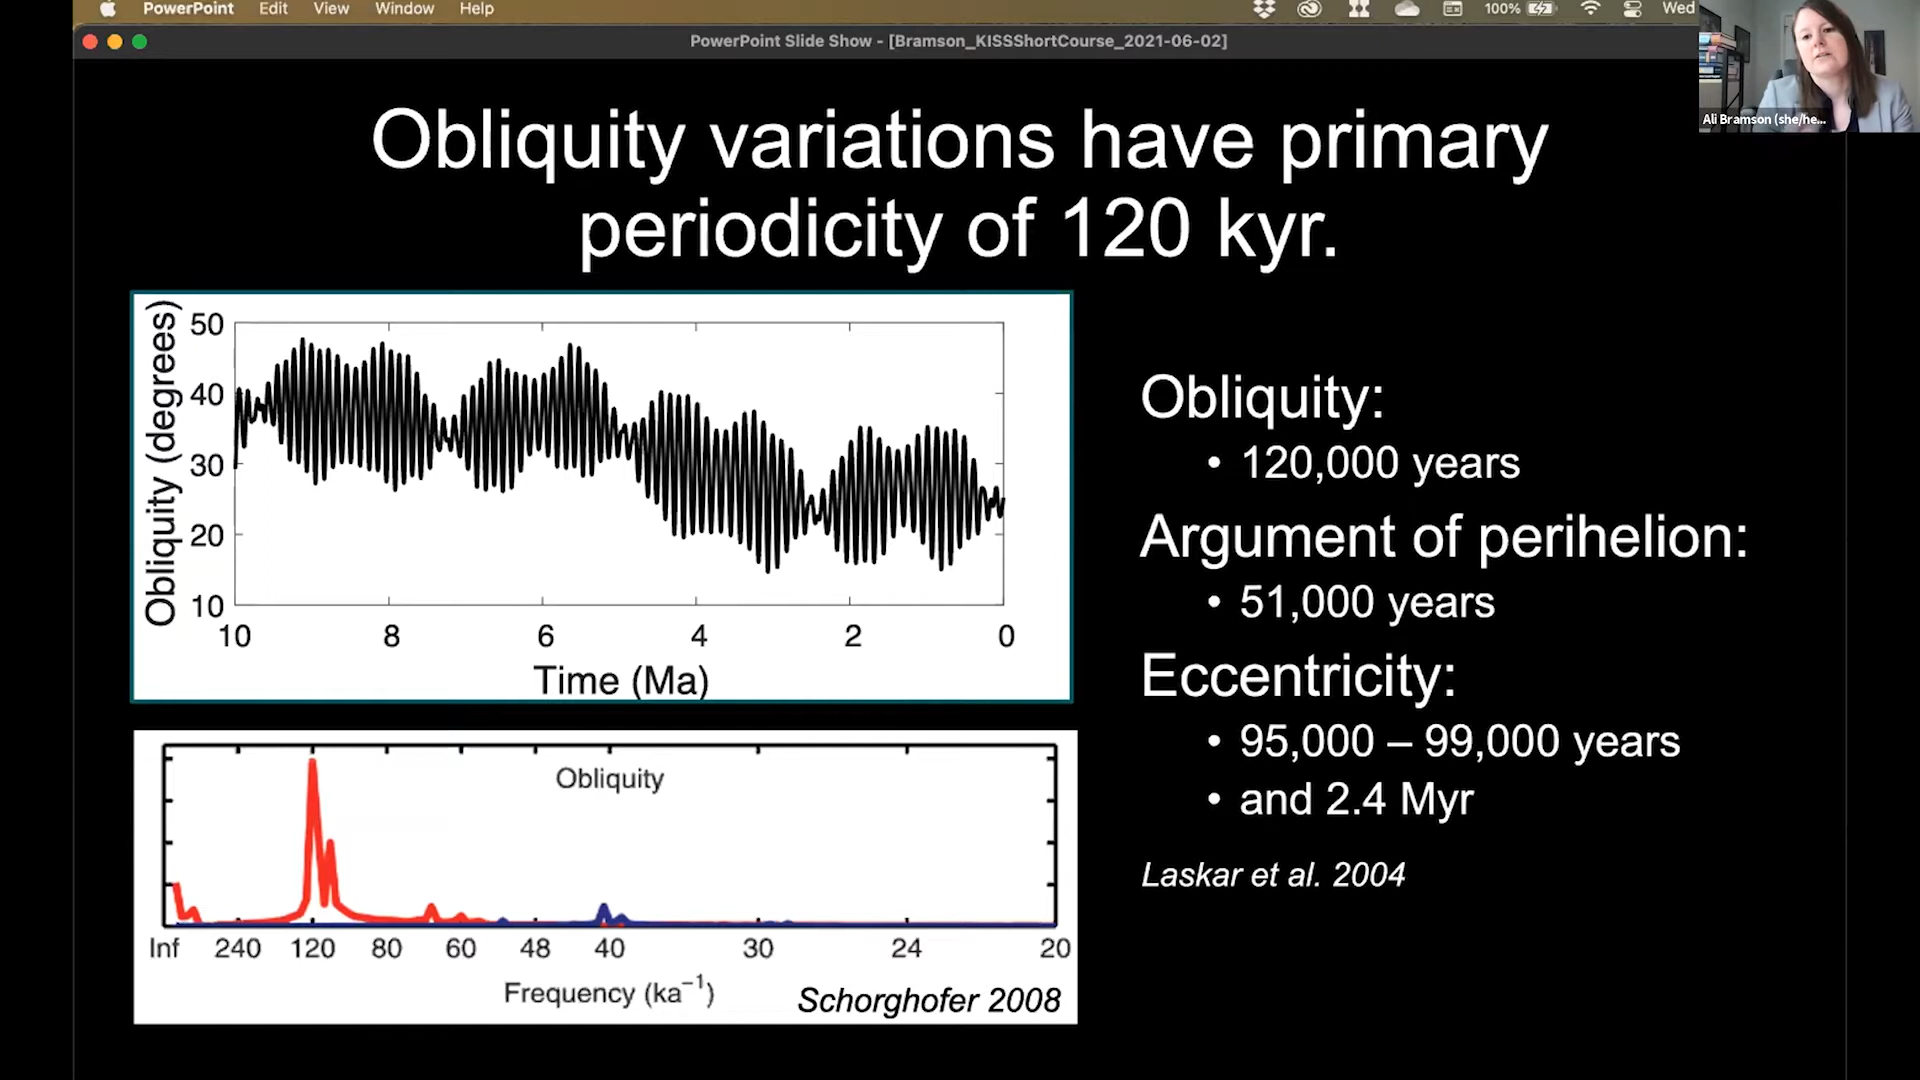 PowerPoint Edit View Window Help 100% Wed
PowerPoint Slide Show - [Bramson_KISSShortCourse_2021-06-02]
Ali Bramson (she/he...
Obliquity variations have primary
periodicity of 120 kyr.
Obliquity (degrees)
50
40
30
20
10
10 8 6 4 2 0
Time (Ma)
Obliquity
Inf 240 120 80 60 48 40 30 24 20
Frequency (ka⁻¹)
Schorghofer 2008
Obliquity:
• 120,000 years
Argument of perihelion:
• 51,000 years
Eccentricity:
• 95,000 – 99,000 years
• and 2.4 Myr
Laskar et al. 2004